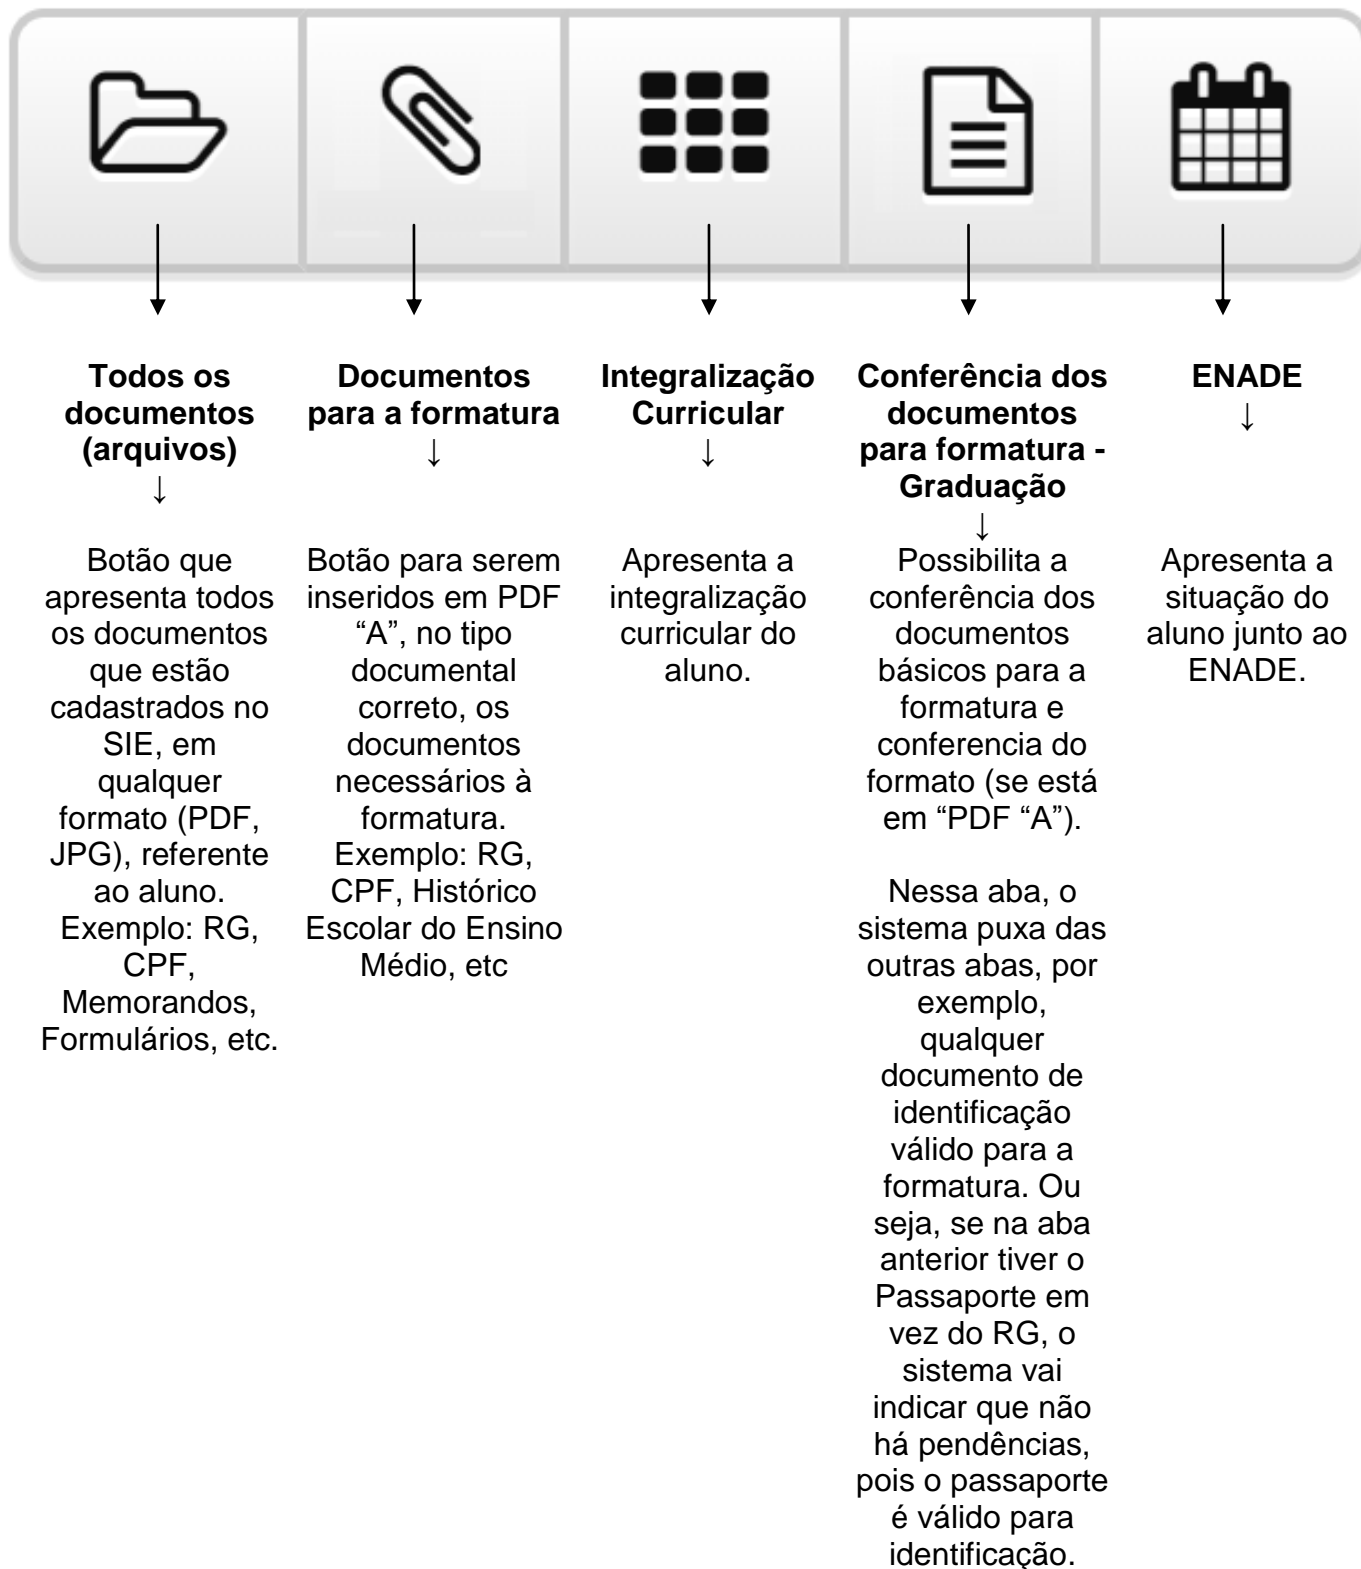 Todos os
documentos
(arquivos)
↓
Botão que
apresenta todos
os documentos
que estão
cadastrados no
SIE, em
qualquer
formato (PDF,
JPG), referente
ao aluno.
Exemplo: RG,
CPF,
Memorandos,
Formulários, etc.
Documentos
para a formatura
↓
Botão para serem
inseridos em PDF
“A”, no tipo
documental
correto, os
documentos
necessários à
formatura.
Exemplo: RG,
CPF, Histórico
Escolar do Ensino
Médio, etc
Integralização
Curricular
↓
Apresenta a
integralização
curricular do
aluno.
Conferência dos
documentos
para formatura -
Graduação
↓
Possibilita a
conferência dos
documentos
básicos para a
formatura e
conferencia do
formato (se está
em “PDF “A”).
Nessa aba, o
sistema puxa das
outras abas, por
exemplo,
qualquer
documento de
identificação
válido para a
formatura. Ou
seja, se na aba
anterior tiver o
Passaporte em
vez do RG, o
sistema vai
indicar que não
há pendências,
pois o passaporte
é válido para
identificação.
ENADE
↓
Apresenta a
situação do
aluno junto ao
ENADE.